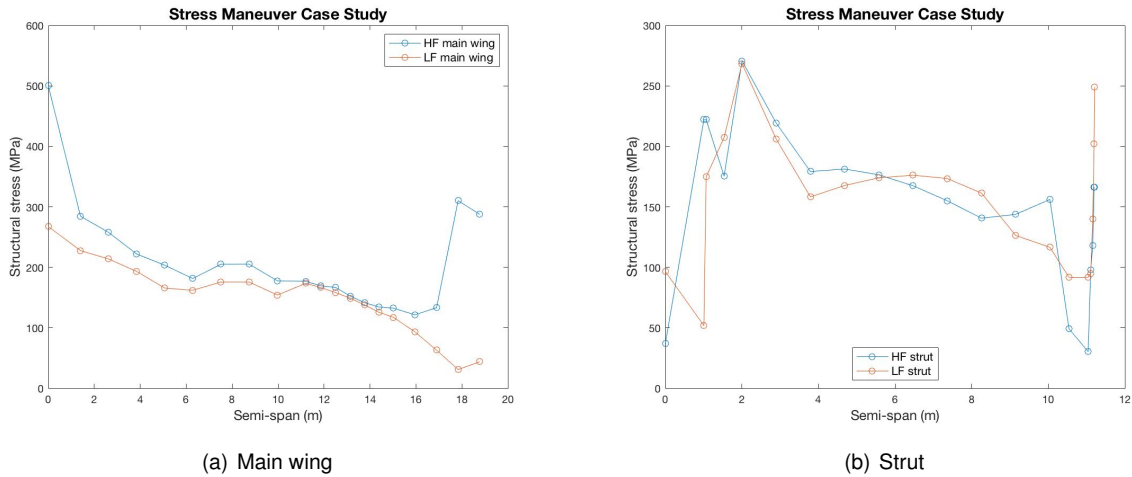 Stress Maneuver Case Study
600
500
400
300
200
100
0
0 2 4 6 8 10 12 14 16 18 20
Structural stress (MPa)
Semi-span (m)
HF main wing
LF main wing
(a) Main wing
Stress Maneuver Case Study
300
250
200
150
100
50
0
0 2 4 6 8 10 12
Structural stress (MPa)
Semi-span (m)
HF strut
LF strut
(b) Strut